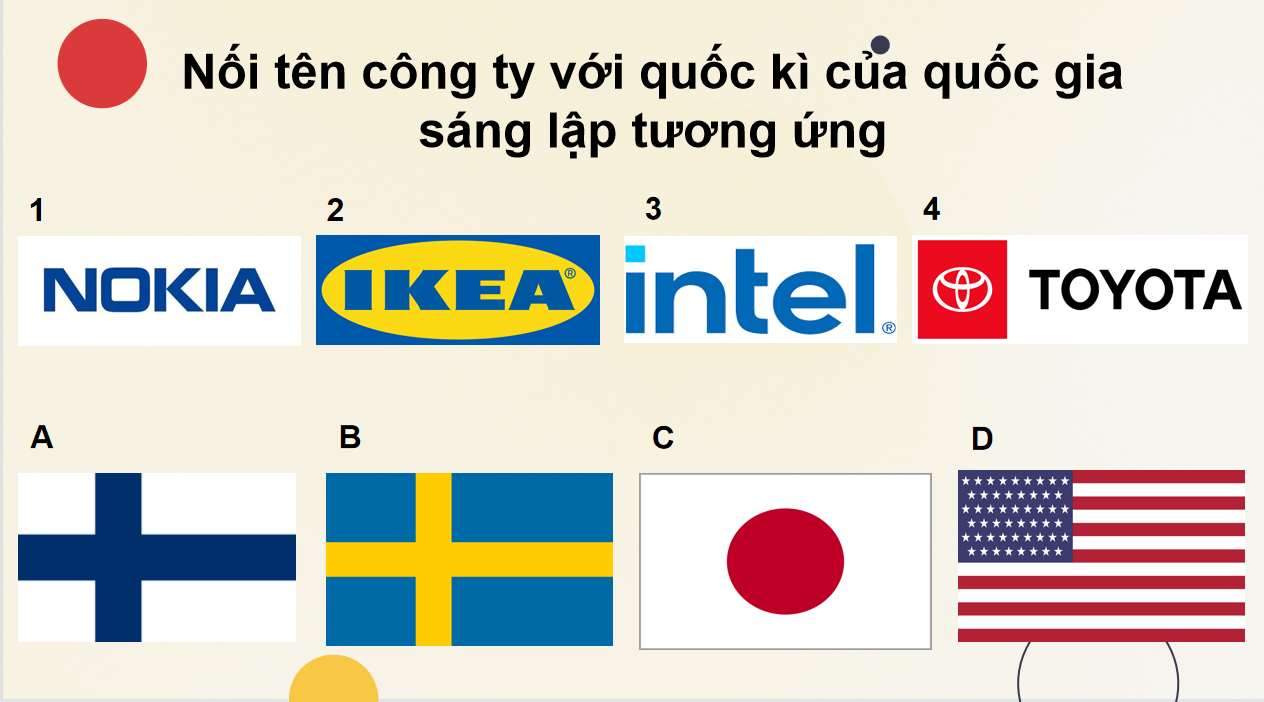 Nối tên công ty với quốc kì của quốc gia
sáng lập tương ứng
1 2 3 4
NOKIA IKEA® intel® TOYOTA
A B C D